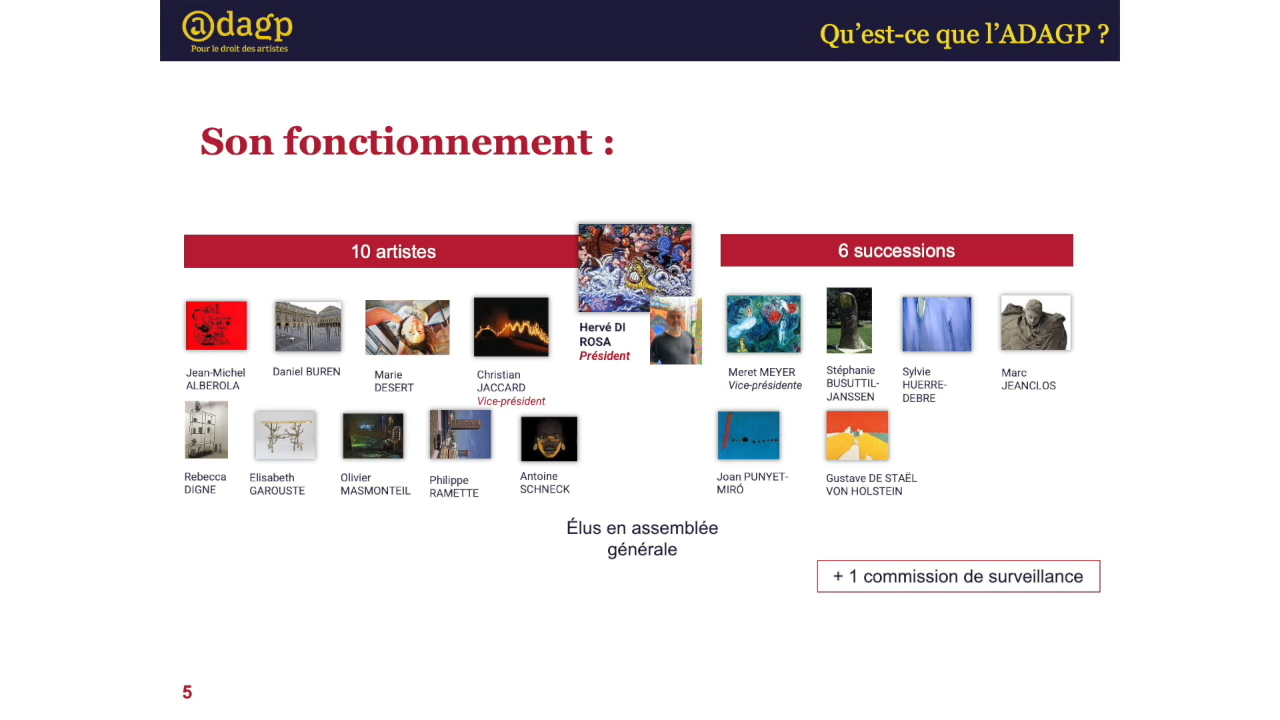 @dagp
Pour le droit des artistes
Qu’est-ce que l’ADAGP ?
Son fonctionnement :
10 artistes
6 successions
Hervé DI
ROSA
Président
Jean-Michel
ALBEROLA
Daniel BUREN
Marie
DESERT
Christian
JACCARD
Vice-président
Meret MEYER
Vice-présidente
Stéphanie
BUSUTTIL-
JANSSEN
Sylvie
HUERRE-
DEBRE
Marc
JEANCLOS
Rebecca
DIGNE
Elisabeth
GAROUSTE
Olivier
MASMONTEIL
Philippe
RAMETTE
Antoine
SCHNECK
Joan PUNYET-
MIRÓ
Gustave DE STAËL
VON HOLSTEIN
Élus en assemblée
générale
+ 1 commission de surveillance
5